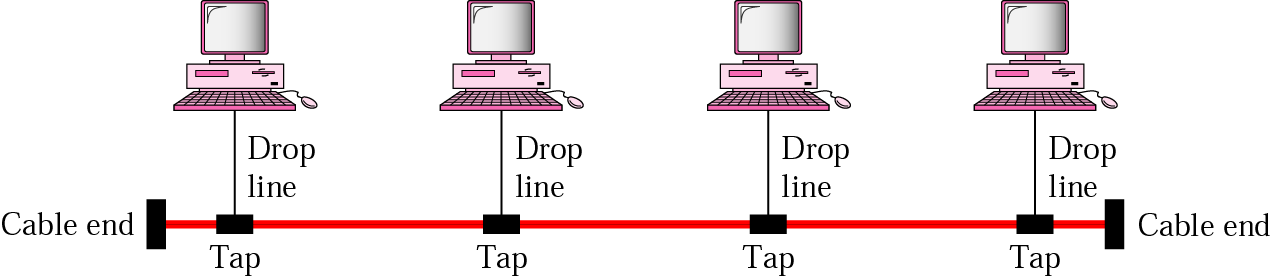 Drop
line
Drop
line
Drop
line
Drop
line
Cable end
Cable end
Tap
Tap
Tap
Tap